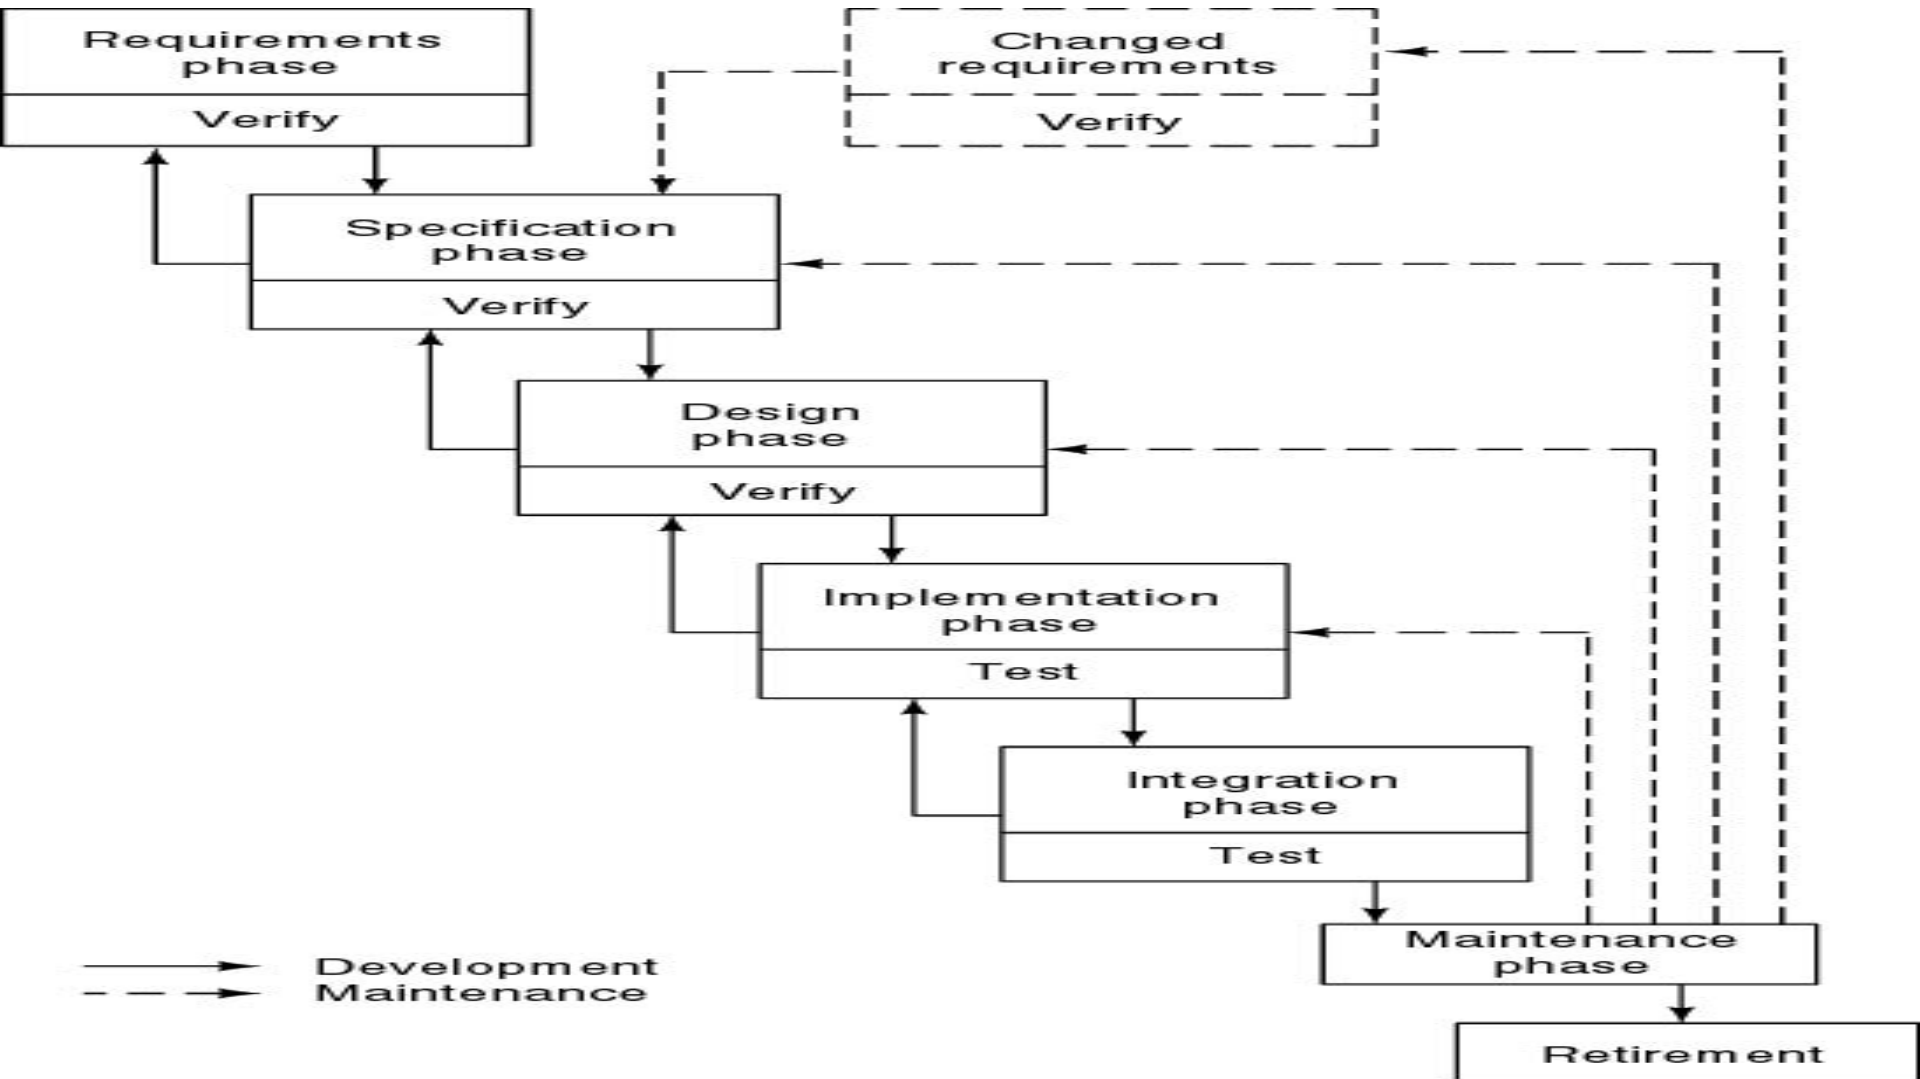 Requirements
phase
Verify
Changed
requirements
Verify
Specification
phase
Verify
Design
phase
Verify
Implementation
phase
Test
Integration
phase
Test
Maintenance
phase
Development
Maintenance
Retirement